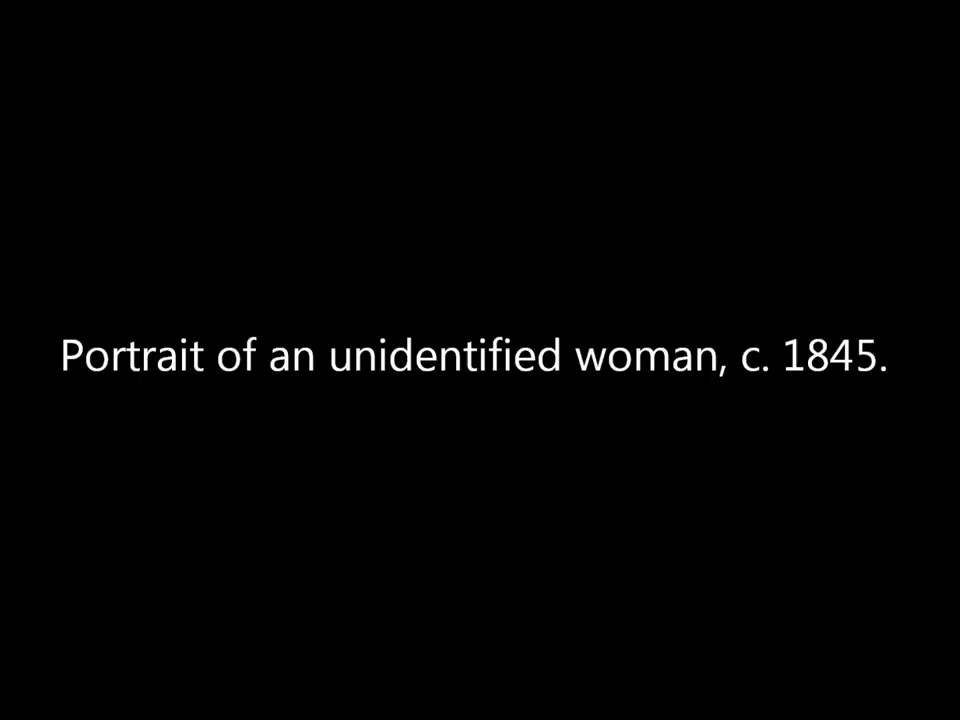 Portrait of an unidentified woman, c. 1845.